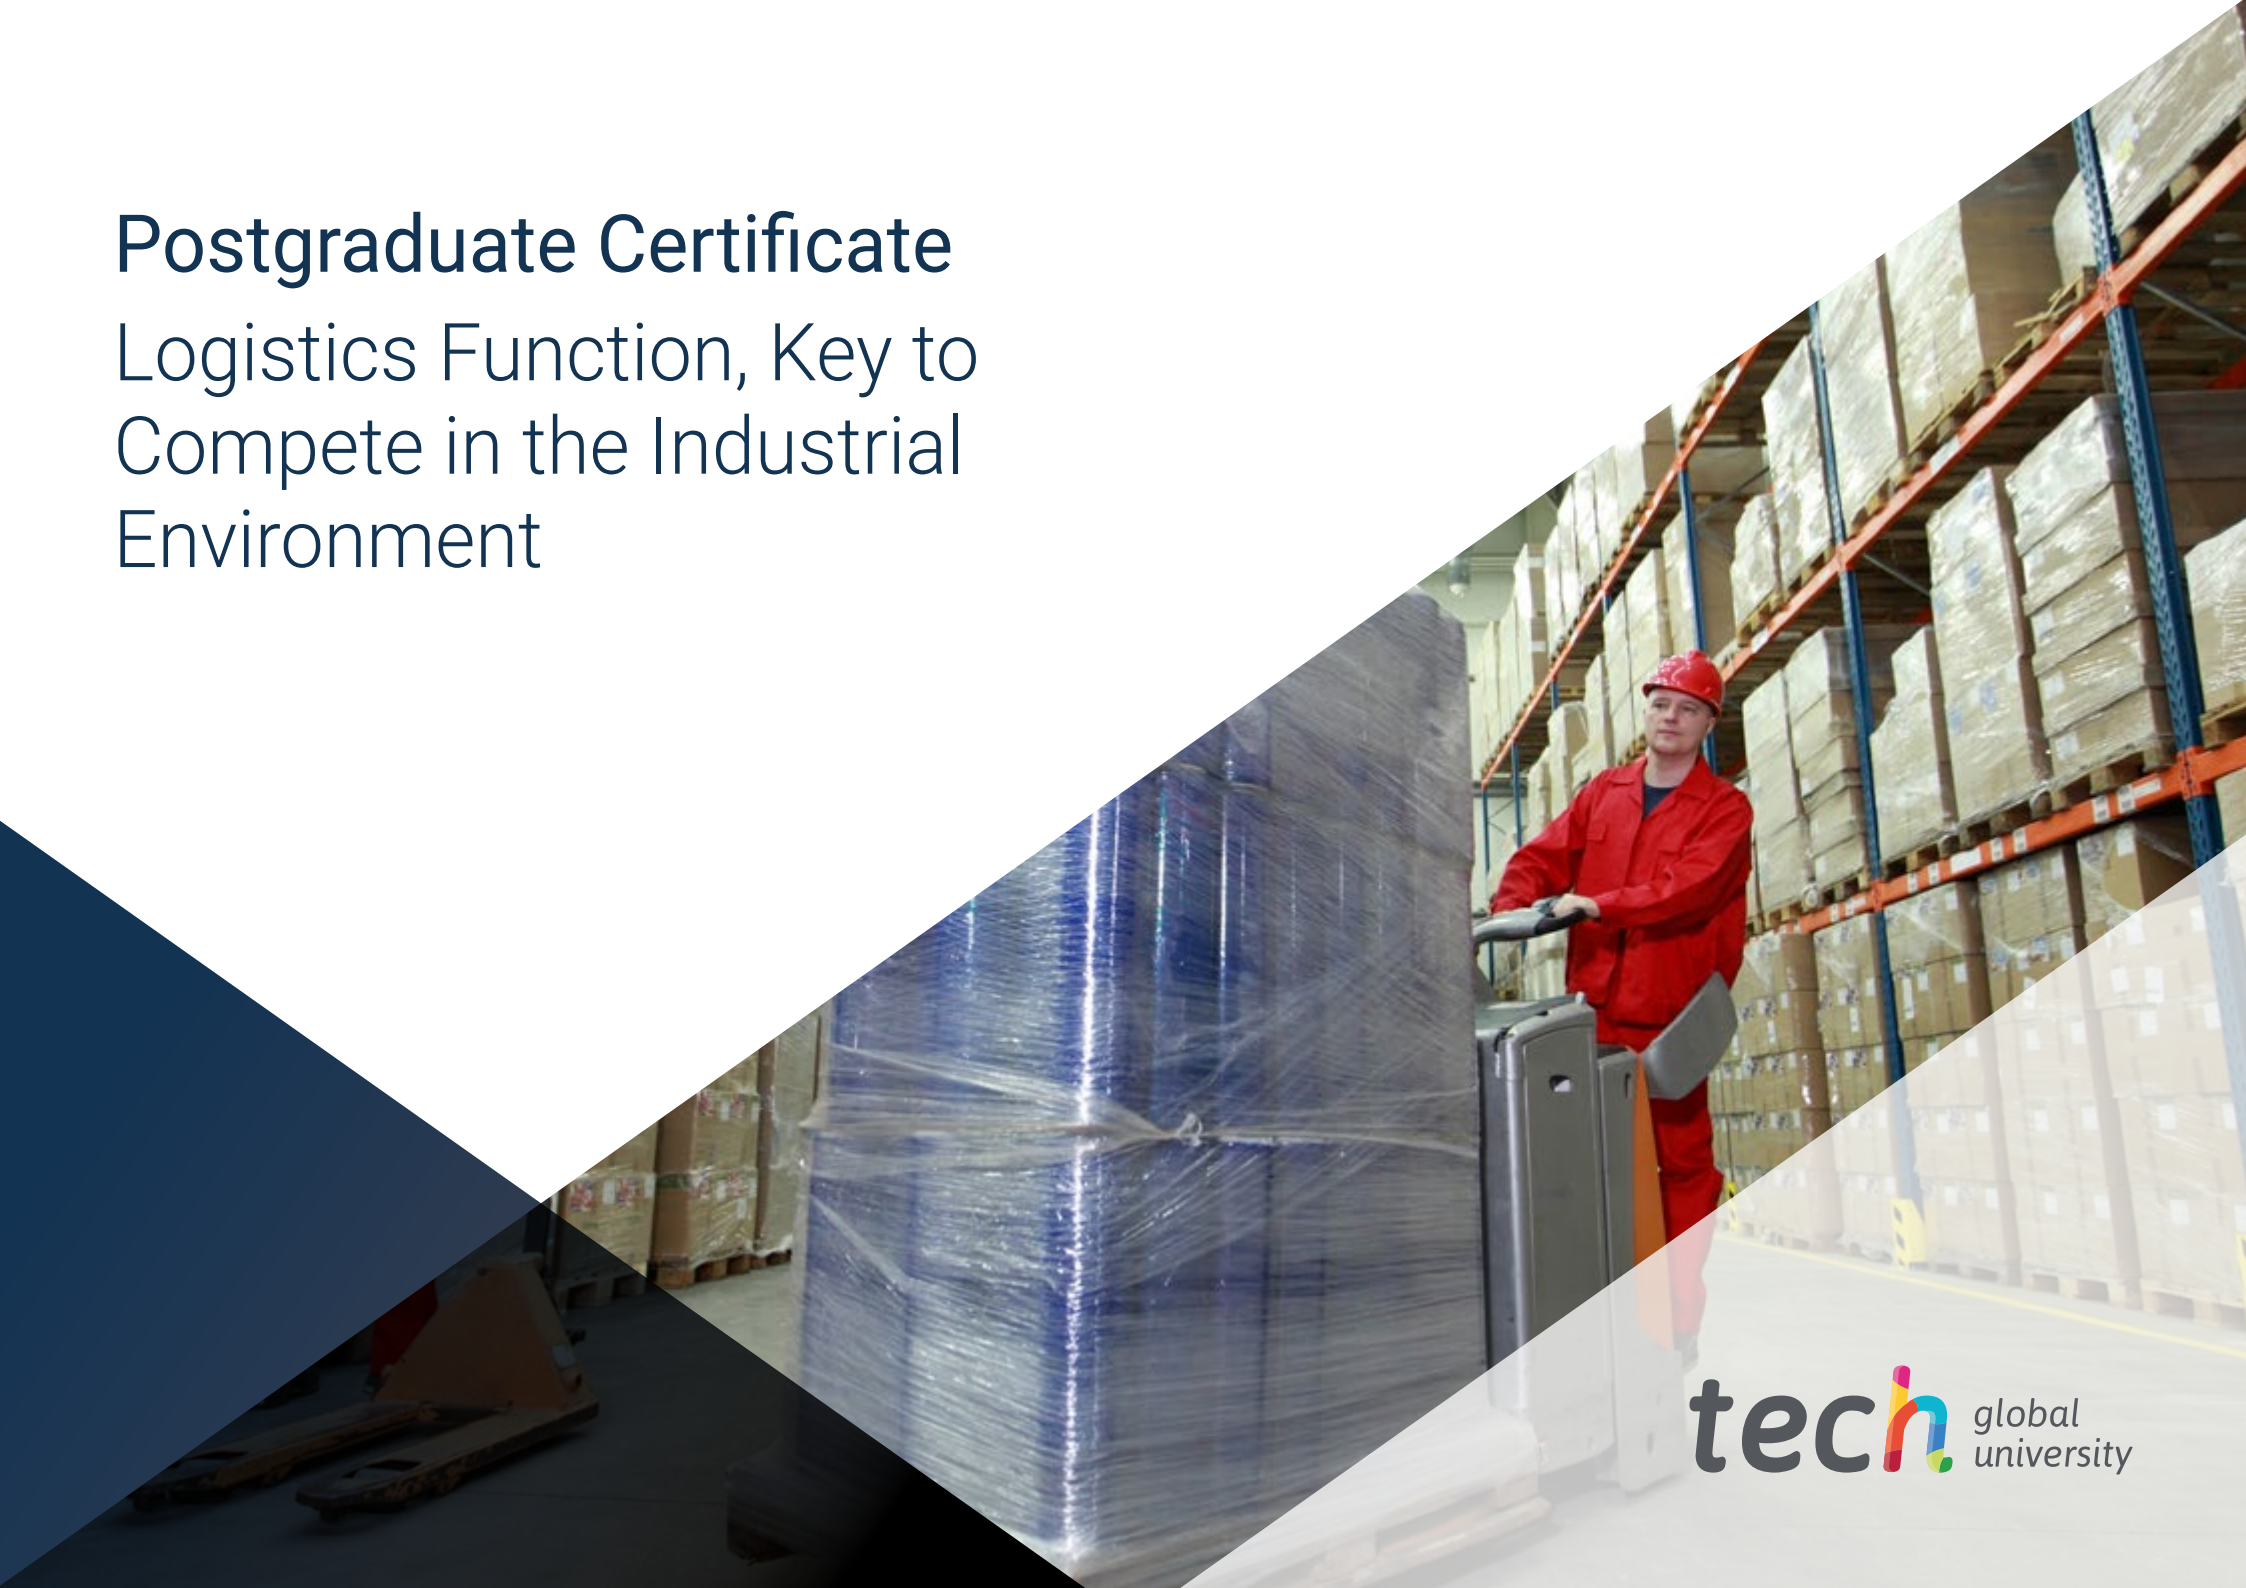 Postgraduate Certificate
Logistics Function, Key to
Compete in the Industrial
Environment
tech global
university